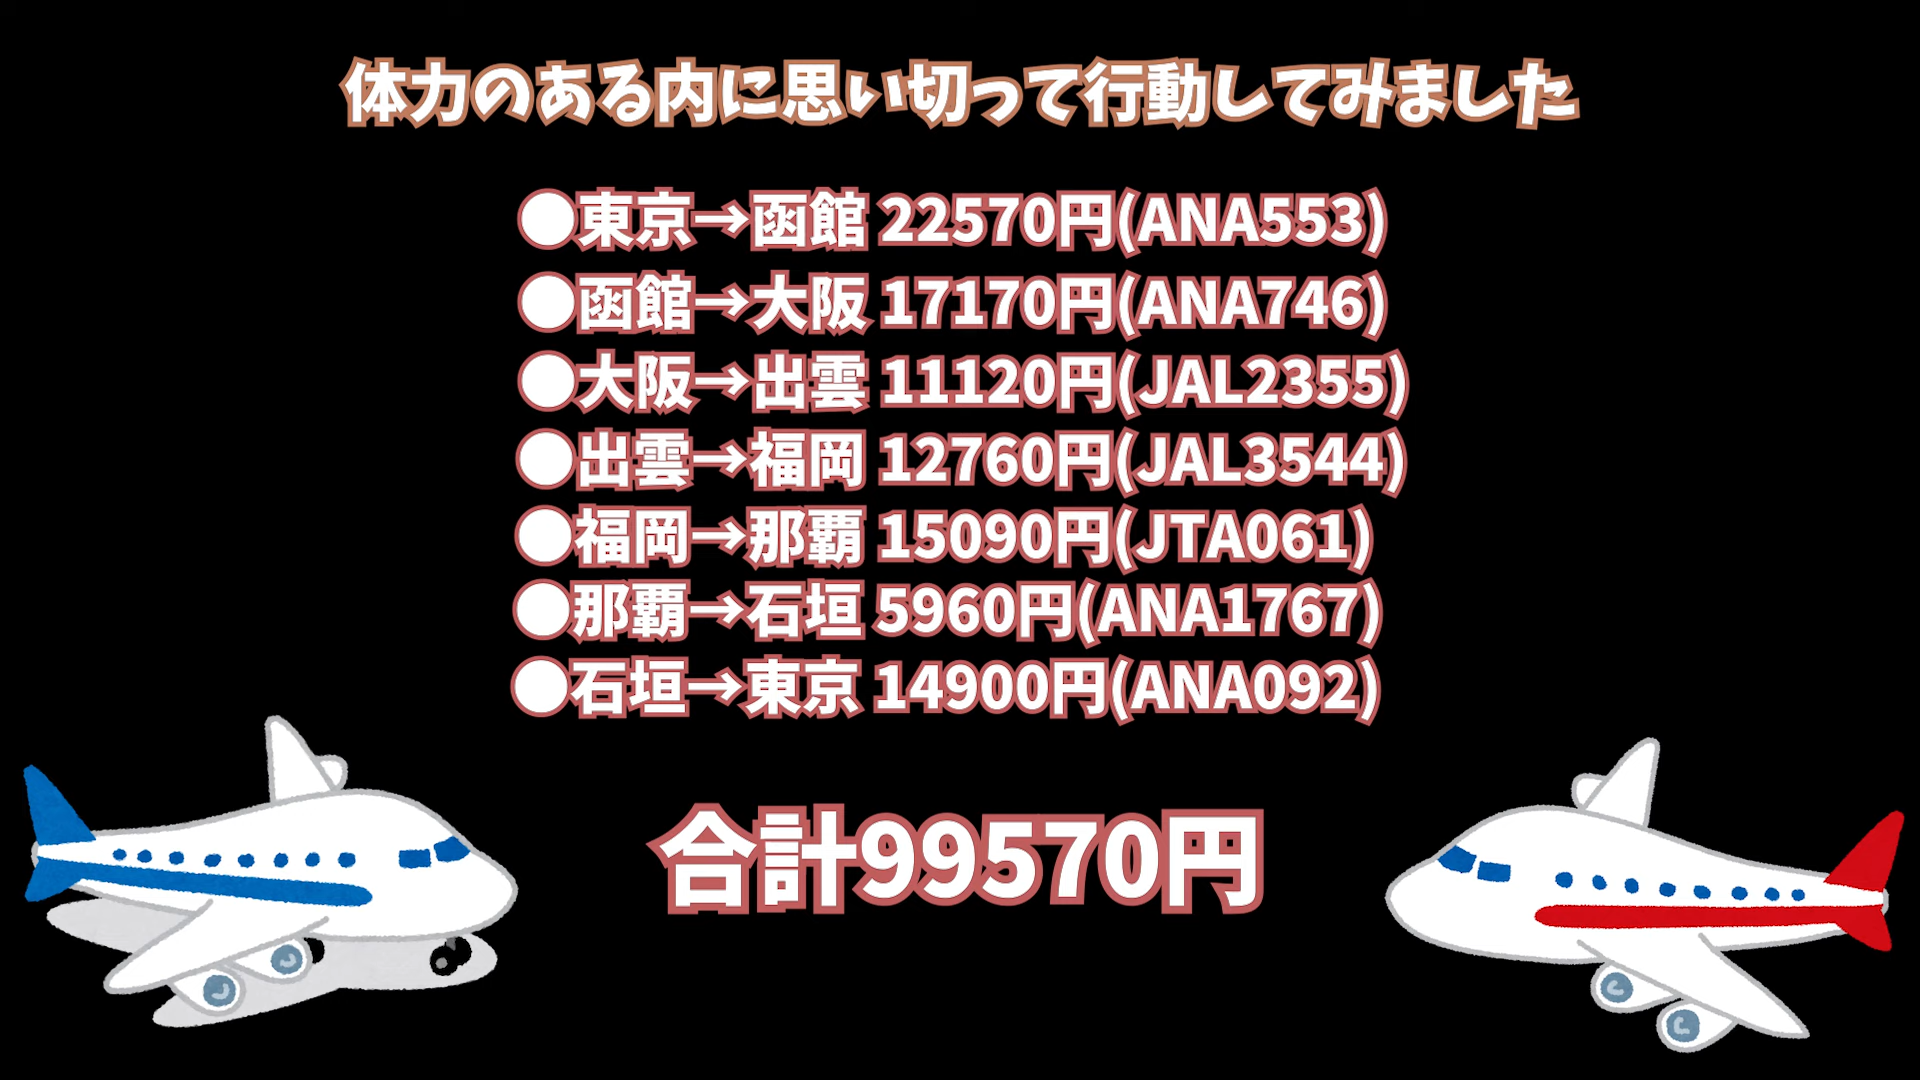 体力のある内に思い切って行動してみました
●東京→函館 22570円(ANA553)
●函館→大阪 17170円(ANA746)
●大阪→出雲 11120円(JAL2355)
●出雲→福岡 12760円(JAL3544)
●福岡→那覇 15090円(JTA061)
●那覇→石垣 5960円(ANA1767)
●石垣→東京 14900円(ANA092)
合計99570円